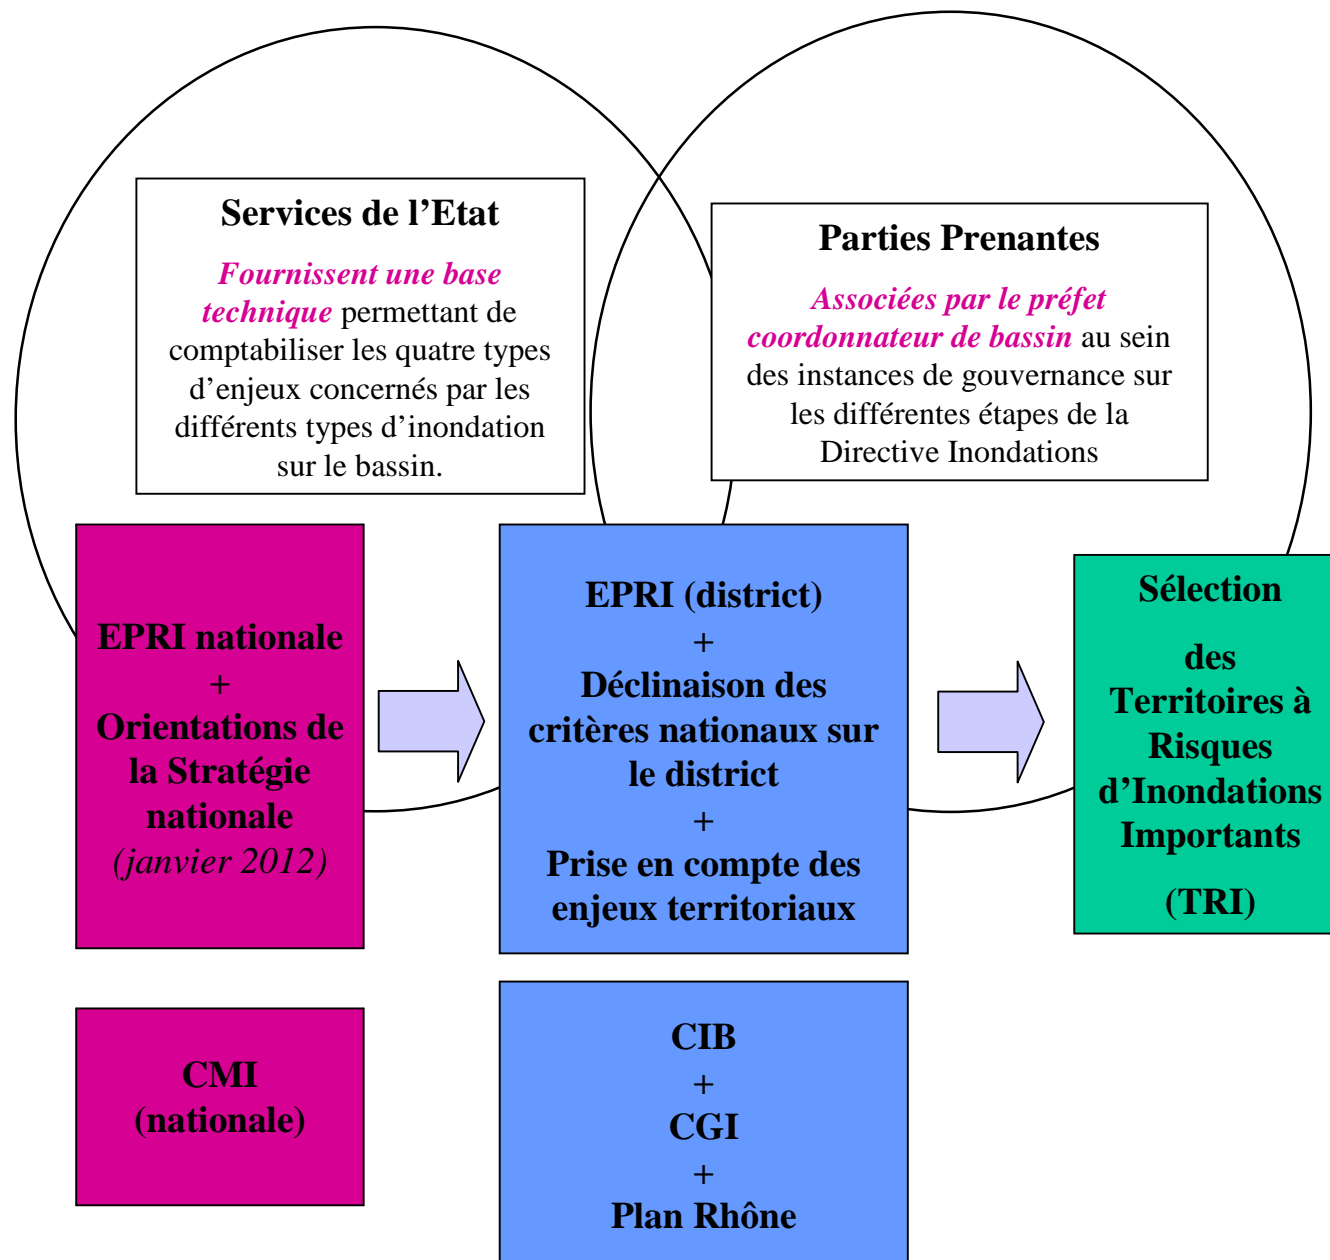 Services de l’Etat
Fournissent une base
technique permettant de
comptabiliser les quatre types
d’enjeux concernés par les
différents types d’inondation
sur le bassin.
Parties Prenantes
Associées par le préfet
coordonnateur de bassin au sein
des instances de gouvernance sur
les différentes étapes de la
Directive Inondations
EPRI nationale
+
Orientations de
la Stratégie
nationale
(janvier 2012)
EPRI (district)
+
Déclinaison des
critères nationaux sur
le district
+
Prise en compte des
enjeux territoriaux
Sélection
des
Territoires à
Risques
d’Inondations
Importants
(TRI)
CMI
(nationale)
CIB
+
CGI
+
Plan Rhône